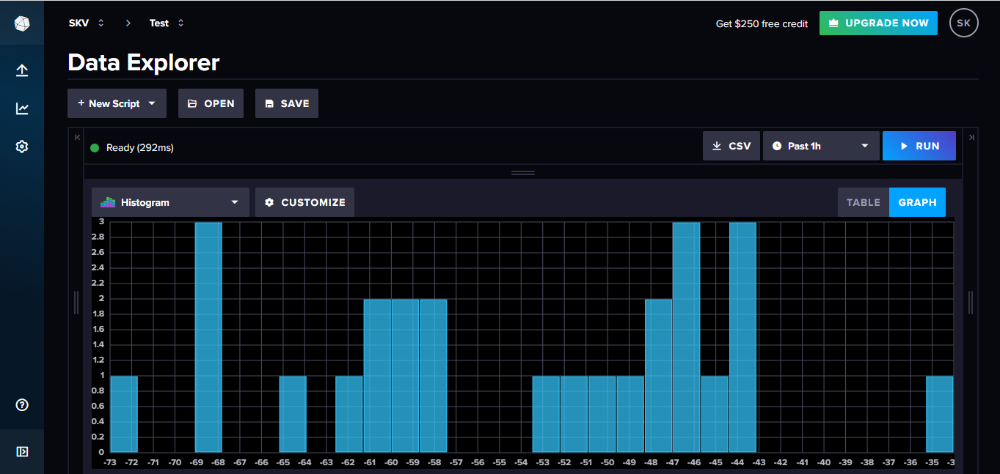 SKV
Test
Get $250 free credit
UPGRADE NOW
SK
Data Explorer
+ New Script
OPEN
SAVE
Ready (292ms)
CSV
Past 1h
RUN
Histogram
CUSTOMIZE
TABLE
GRAPH
3
2.8
2.6
2.4
2.2
2
1.8
1.6
1.4
1.2
1
0.8
0.6
0.4
0.2
0
-73 -72 -71 -70 -69 -68 -67 -66 -65 -64 -63 -62 -61 -60 -59 -58 -57 -56 -55 -54 -53 -52 -51 -50 -49 -48 -47 -46 -45 -44 -43 -42 -41 -40 -39 -38 -37 -36 -35 -3